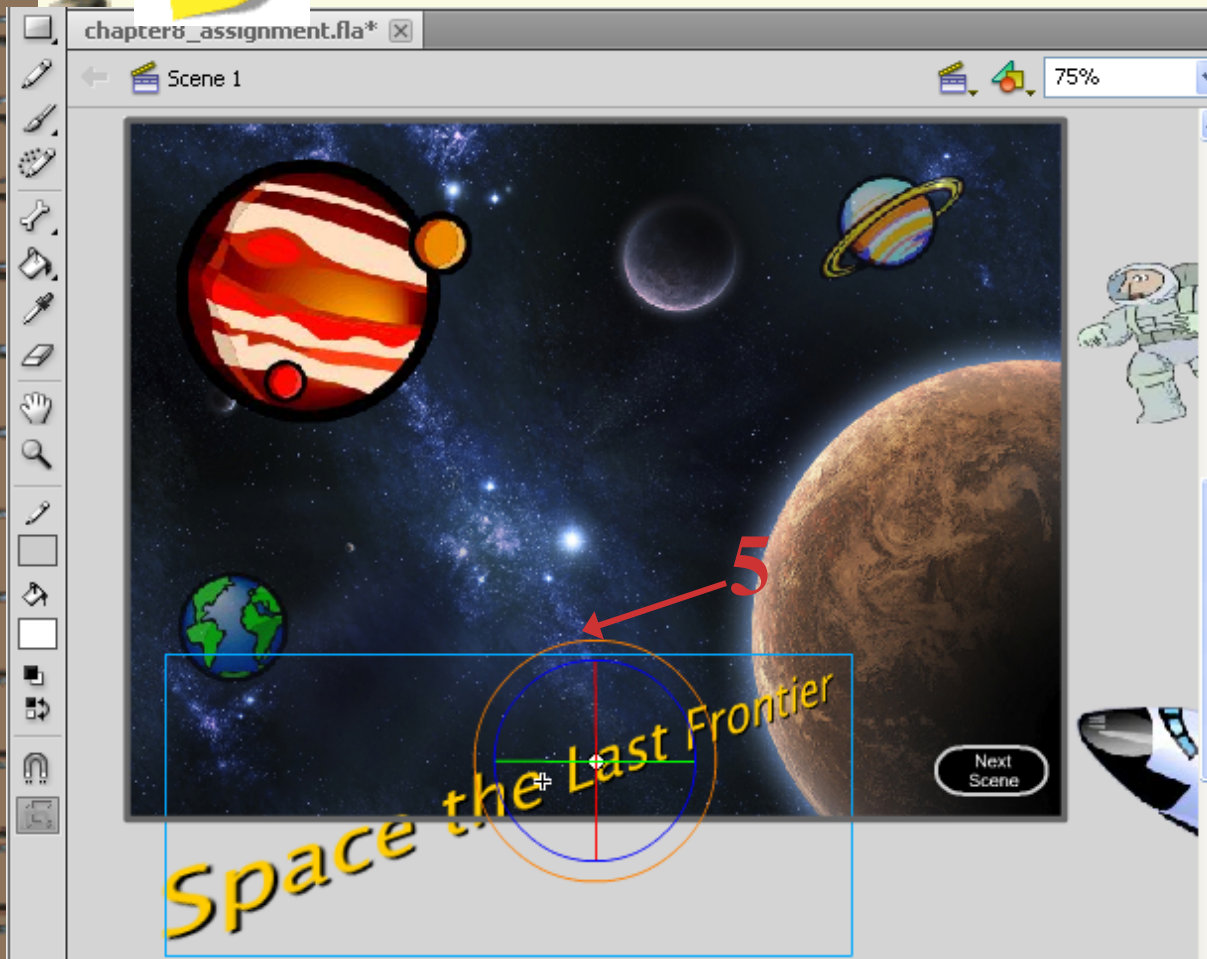 chapter8_assignment.fla*
Scene 1
75%
5
Space the Last Frontier
Next
Scene